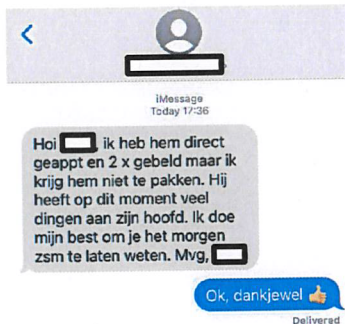 iMessage
Today 17:36
Hoi ik heb hem direct
geappt en 2 x gebeld maar ik
krijg hem niet te pakken. Hij
heeft op dit moment veel
dingen aan zijn hoofd. Ik doe
mijn best om je het morgen
zsm te laten weten. Mvg,
Ok, dankjewel 👍
Delivered